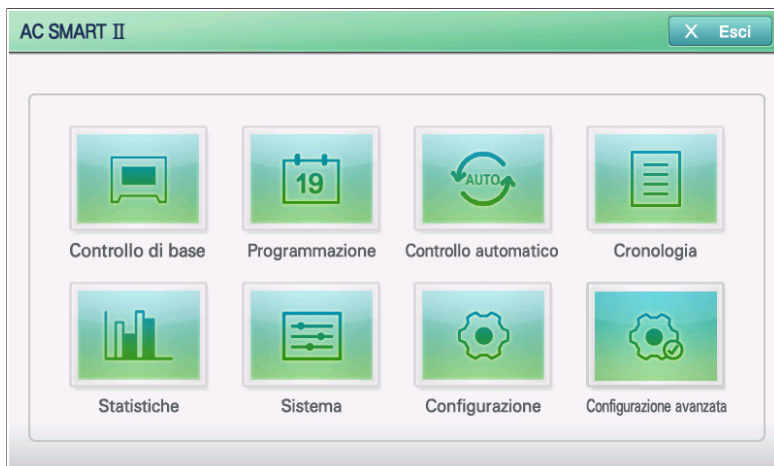 AC SMART II
X Esci
19
AUTO
Controllo di base
Programmazione
Controllo automatico
Cronologia
Statistiche
Sistema
Configurazione
Configurazione avanzata